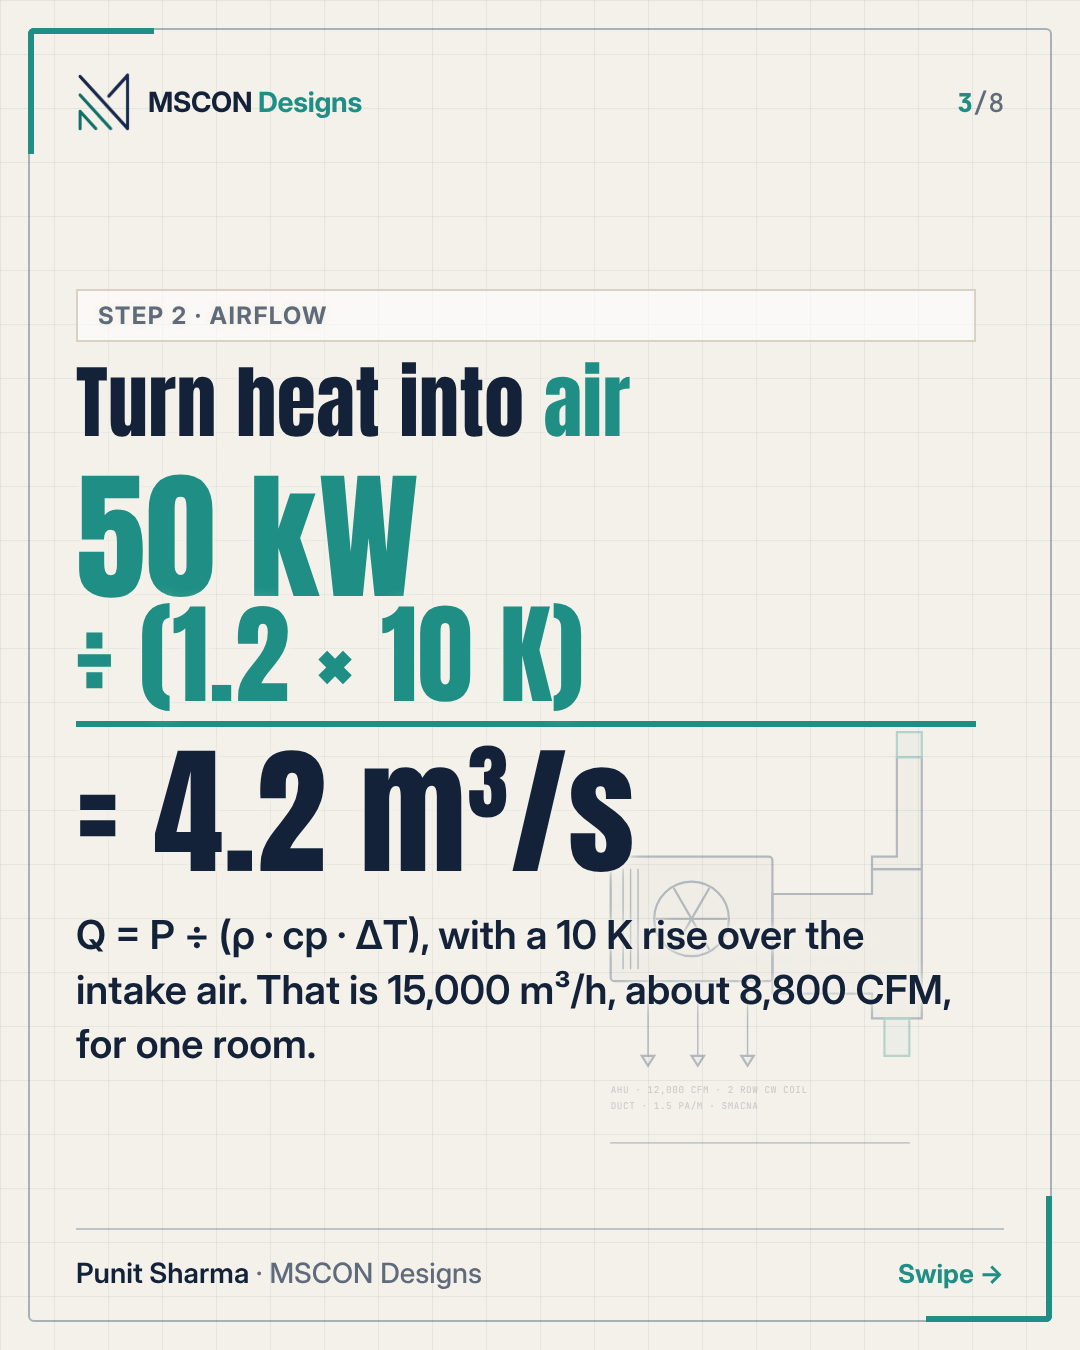 MSCON Designs
3/8
STEP 2 · AIRFLOW
Turn heat into air
50 kW
÷ (1.2 × 10 K)
= 4.2 m³/s
Q = P ÷ (ρ · cp · ΔT), with a 10 K rise over the
intake air. That is 15,000 m³/h, about 8,800 CFM,
for one room.
AHU · 12,000 CFM · 2 ROW CW COIL
DUCT · 1.5 PA/M · SMACNA
Punit Sharma · MSCON Designs
Swipe →